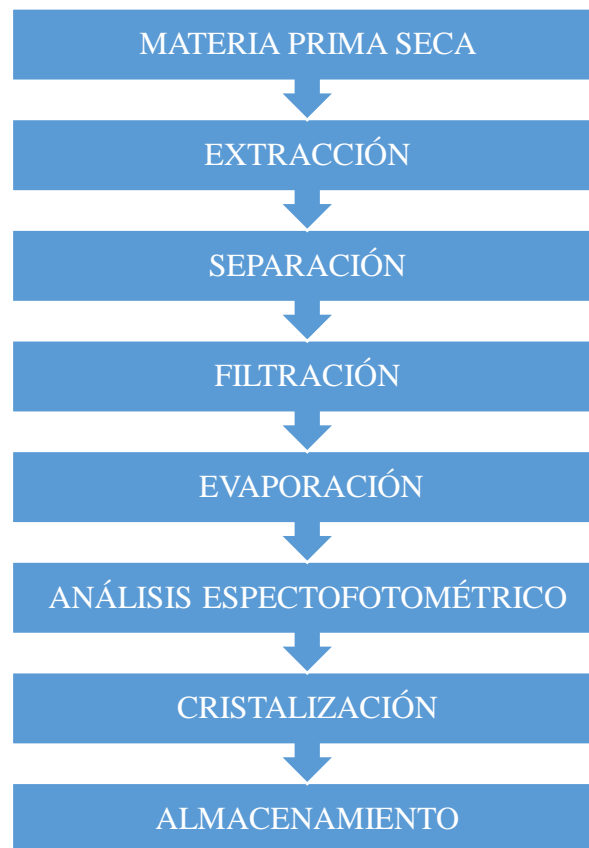 MATERIA PRIMA SECA
EXTRACCIÓN
SEPARACIÓN
FILTRACIÓN
EVAPORACIÓN
ANÁLISIS ESPECTOFOTOMÉTRICO
CRISTALIZACIÓN
ALMACENAMIENTO